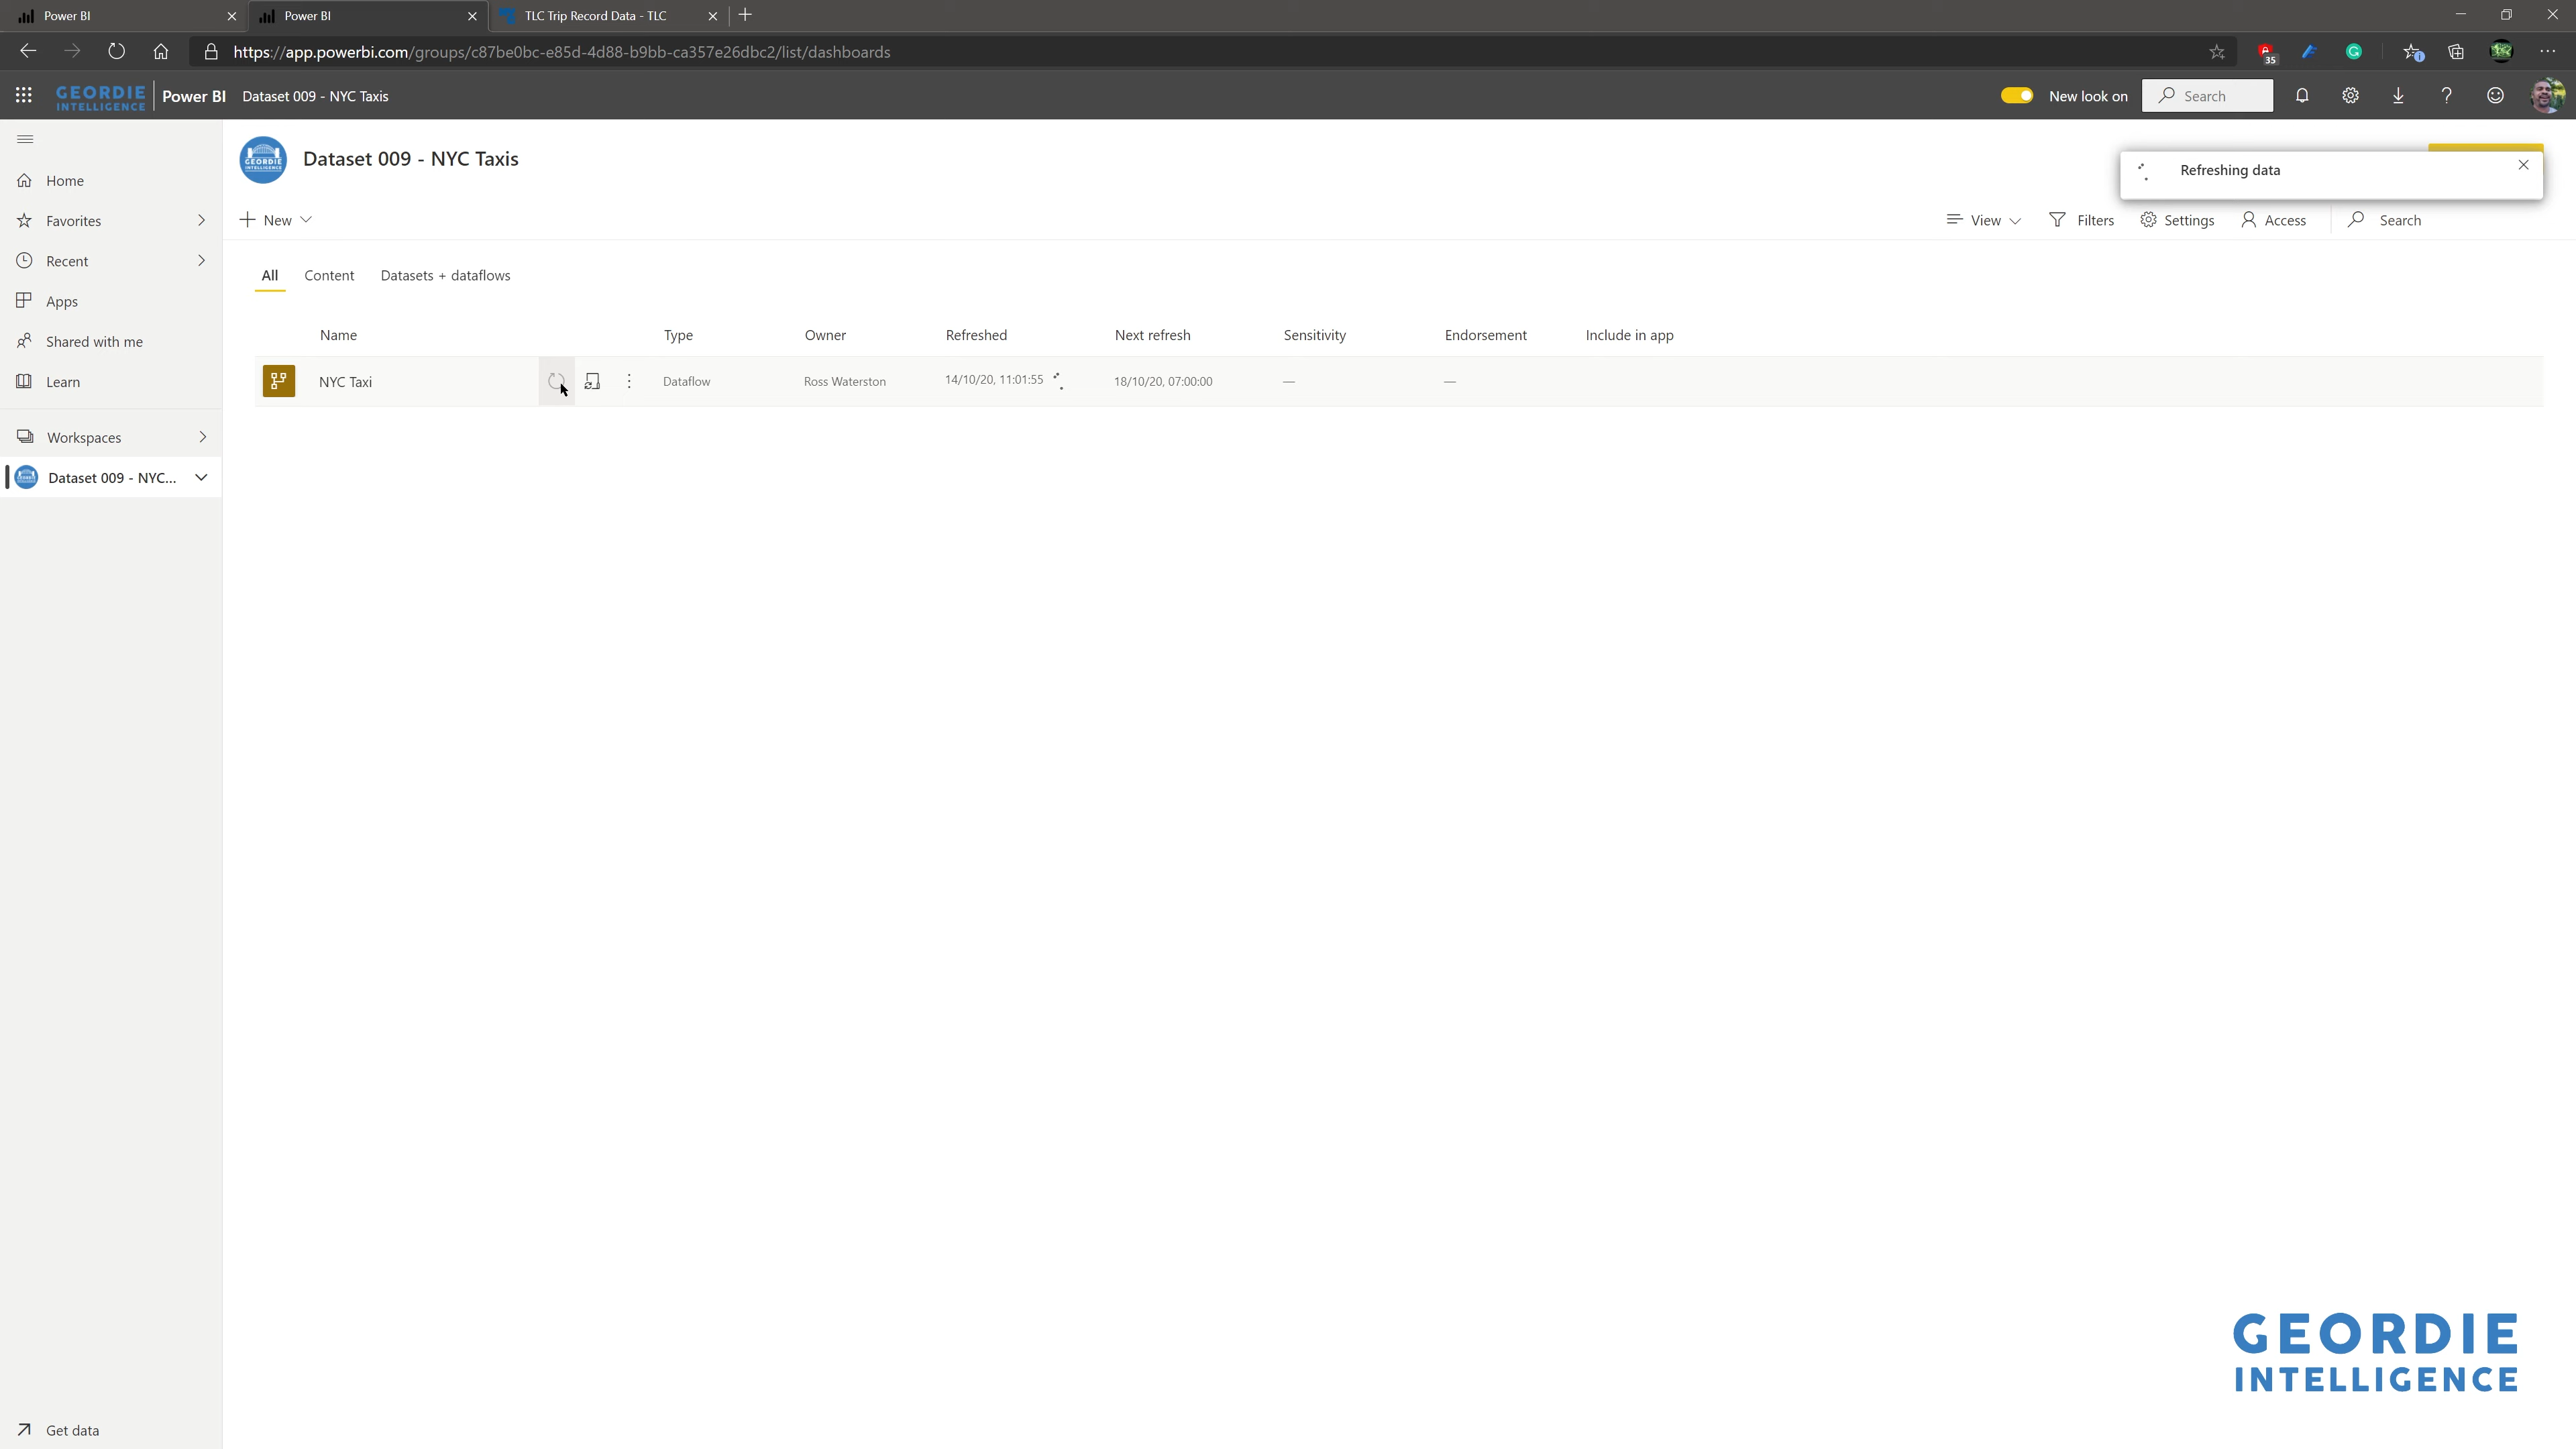 Power BI
Power BI
TLC Trip Record Data - TLC
https://app.powerbi.com/groups/c87be0bc-e85d-4d88-b9bb-ca357e26dbc2/list/dashboards
35
GEORDIE
INTELLIGENCE
Power BI
Dataset 009 - NYC Taxis
New look on
Search
GEORDIE
INTELLIGENCE
Dataset 009 - NYC Taxis
Refreshing data
Home
Favorites
Recent
Apps
Shared with me
Learn
Workspaces
Dataset 009 - NYC...
Get data
New
View
Filters
Settings
Access
Search
All
Content
Datasets + dataflows
Name Type Owner Refreshed Next refresh Sensitivity Endorsement Include in app
NYC Taxi Dataflow Ross Waterston 14/10/20, 11:01:55 18/10/20, 07:00:00 — —
GEORDIE
INTELLIGENCE